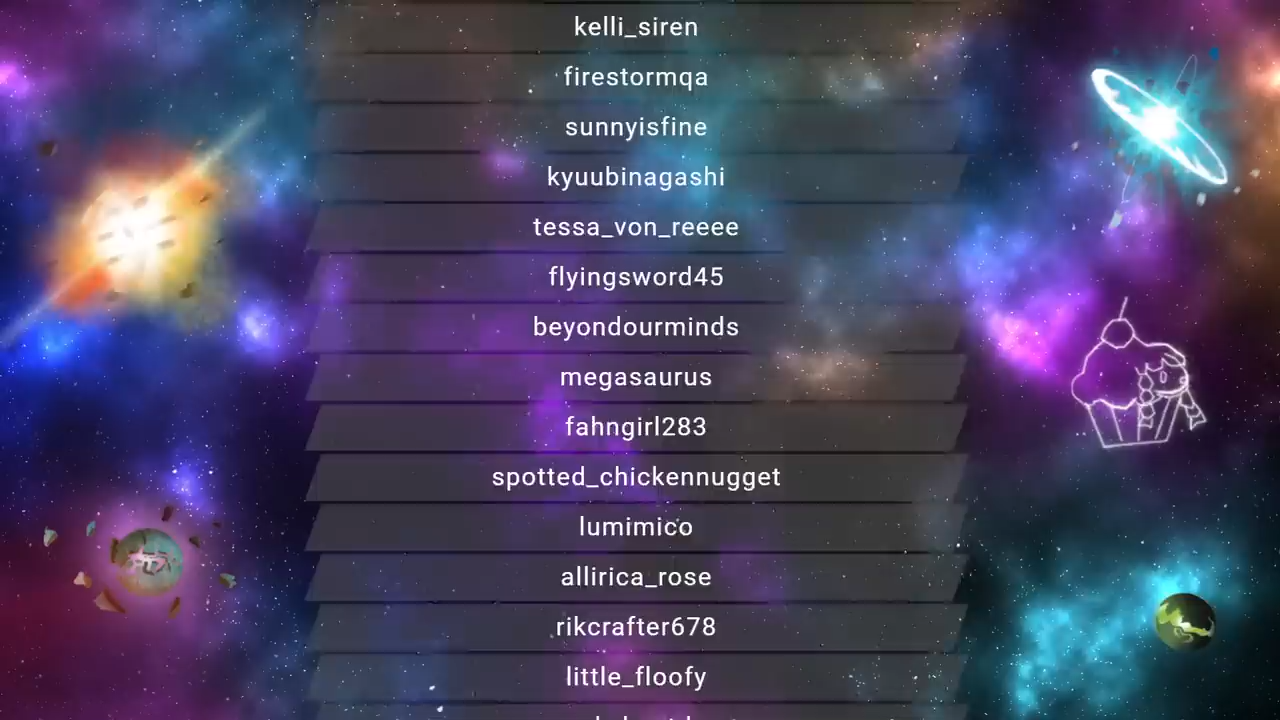 kelli_siren
firestormqa
sunnyisfine
kyuubinagashi
tessa_von_reeee
flyingsword45
beyondourminds
megasaurus
fahngirl283
spotted_chickennugget
lumimico
allirica_rose
rikcrafter678
little_floofy